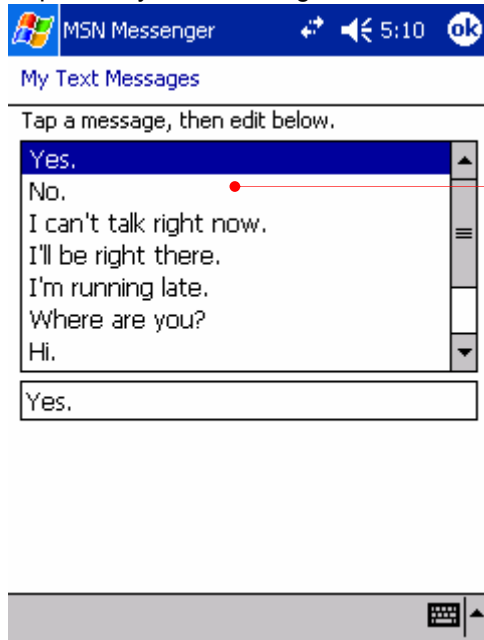 MSN Messenger 5:10 ok
My Text Messages
Tap a message, then edit below.
Yes.
No.
I can't talk right now.
I'll be right there.
I'm running late.
Where are you?
Hi.
Yes.